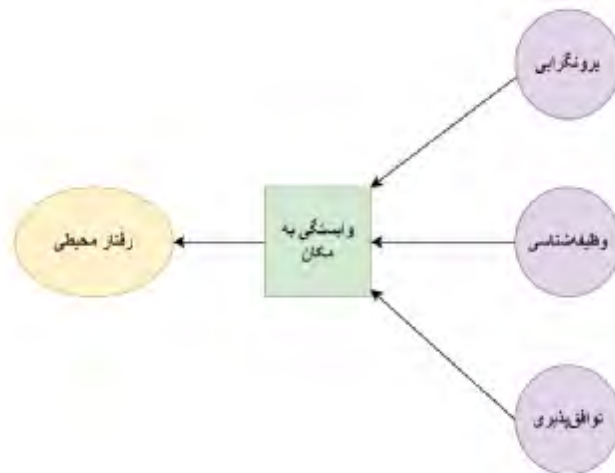 برونگرایی
وظیفه‌شناسی
توافق‌پذیری
وابستگی به
مکان
رفتار محیطی